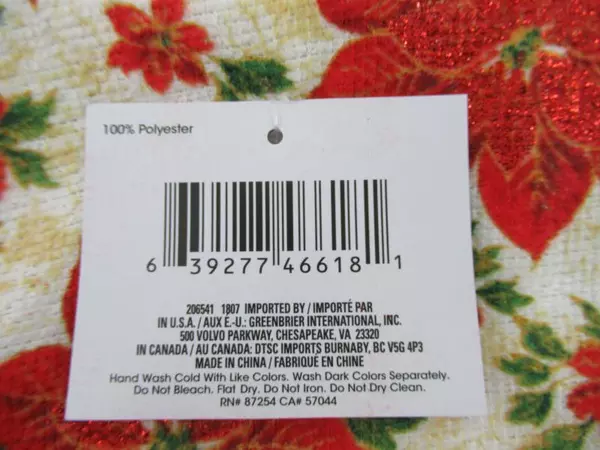 100% Polyester
6 39277 46618 1
206541 1807 IMPORTED BY / IMPORTÉ PAR
IN U.S.A. / AUX E.-U.: GREENBRIER INTERNATIONAL, INC.
500 VOLVO PARKWAY, CHESAPEAKE, VA 23320
IN CANADA / AU CANADA: DTSC IMPORTS BURNABY, BC V5G 4P3
MADE IN CHINA / FABRIQUÉ EN CHINE
Hand Wash Cold With Like Colors. Wash Dark Colors Separately.
Do Not Bleach. Flat Dry. Do Not Iron. Do Not Dry Clean.
RN# 87254 CA# 57044